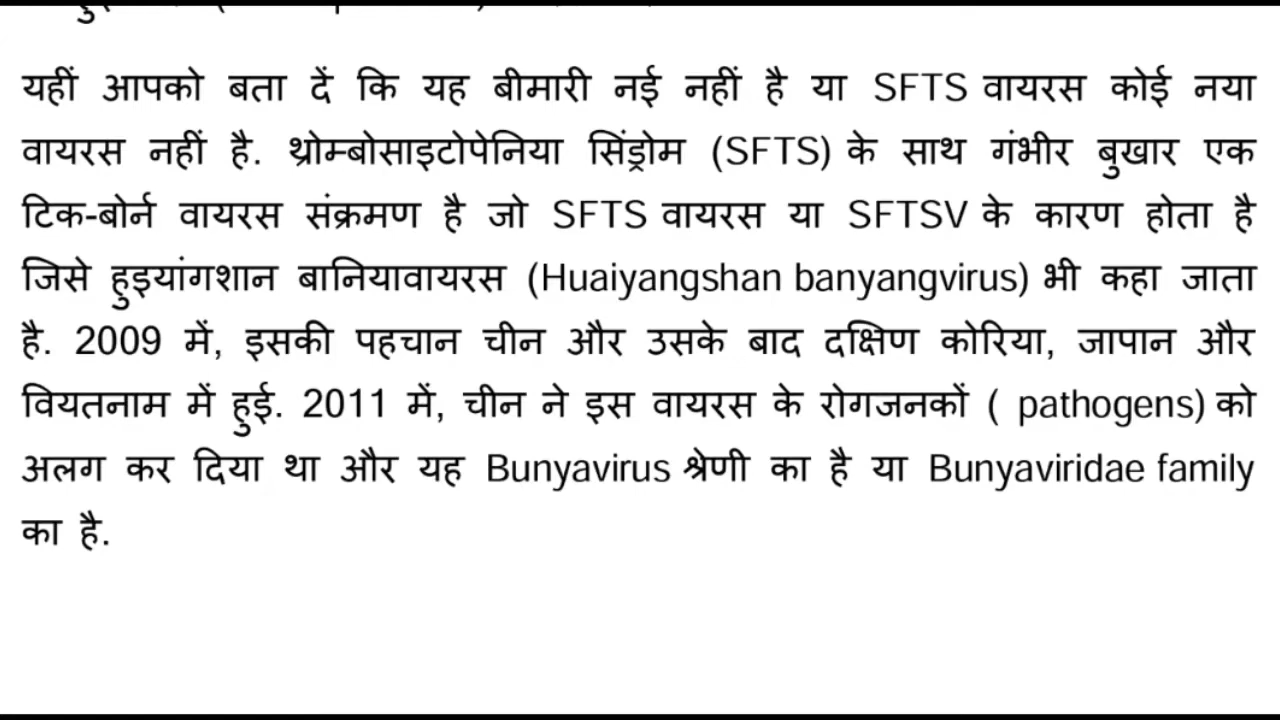 यहीं आपको बता दें कि यह बीमारी नई नहीं है या SFTS वायरस कोई नया
वायरस नहीं है. थ्रोम्बोसाइटोपेनिया सिंड्रोम (SFTS) के साथ गंभीर बुखार एक
टिक-बोर्न वायरस संक्रमण है जो SFTS वायरस या SFTSV के कारण होता है
जिसे हुइयांगशान बानियावायरस (Huaiyangshan banyangvirus) भी कहा जाता
है. 2009 में, इसकी पहचान चीन और उसके बाद दक्षिण कोरिया, जापान और
वियतनाम में हुई. 2011 में, चीन ने इस वायरस के रोगजनकों ( pathogens) को
अलग कर दिया था और यह Bunyavirus श्रेणी का है या Bunyaviridae family
का है.